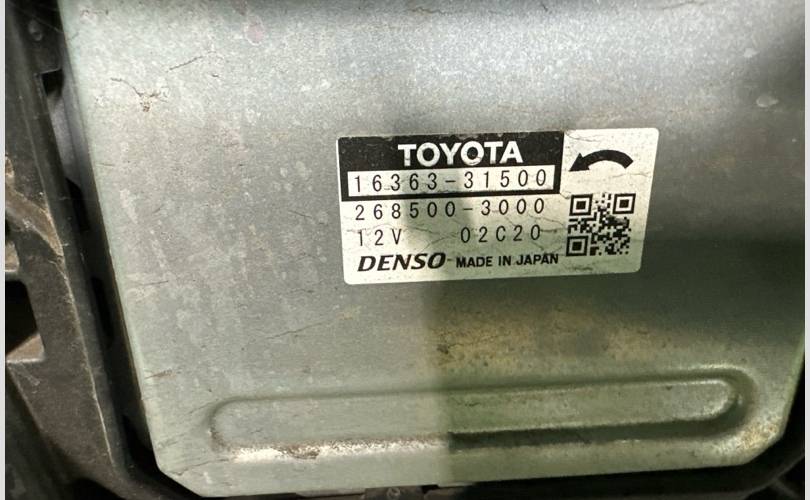 TOYOTA
16363-31500
268500-3000
12V 02C20
DENSO MADE IN JAPAN